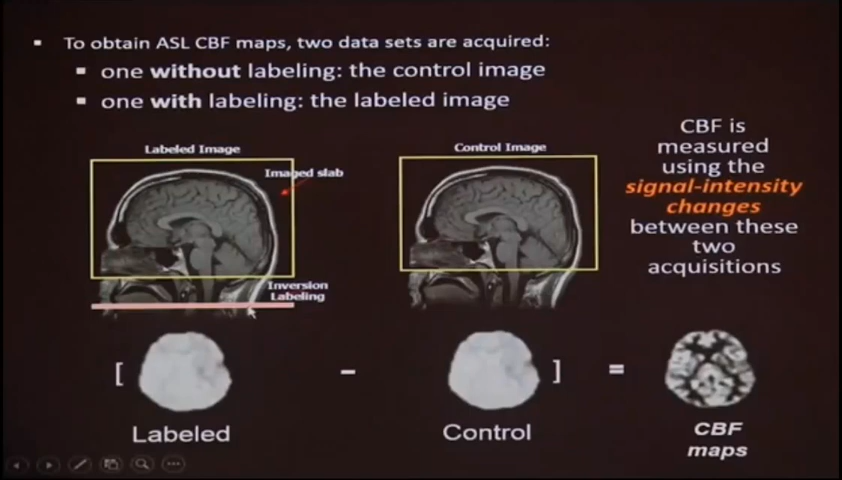 To obtain ASL CBF maps, two data sets are acquired:
one without labeling: the control image
one with labeling: the labeled image
Labeled Image
Imaged slab
Inversion
Labeling
Control Image
CBF is
measured
using the
signal-intensity
changes
between these
two
acquisitions
[
-
]
=
Labeled
Control
CBF
maps